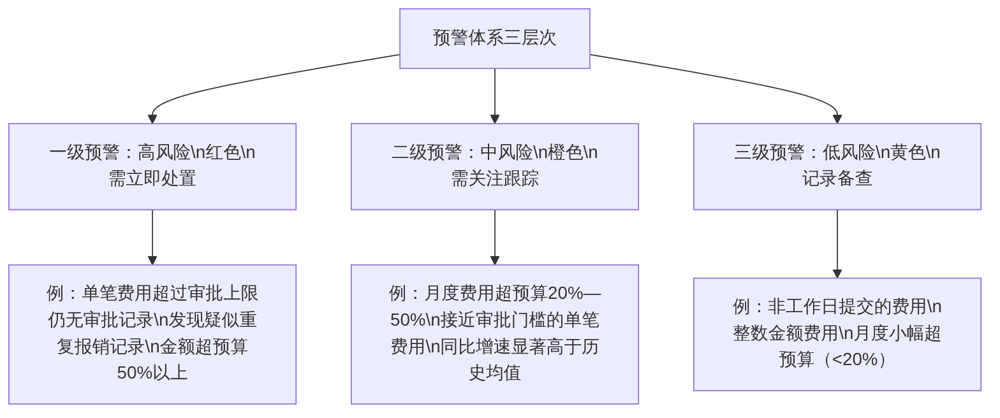 预警体系三层次
一级预警：高风险\n红色\n
需立即处置
二级预警：中风险\n橙色\n
需关注跟踪
三级预警：低风险\n黄色\n
记录备查
例：单笔费用超过审批上限
仍无审批记录\n发现疑似重
复报销记录\n金额超预算
50%以上
例：月度费用超预算20%—
50%\n接近审批门槛的单笔
费用\n同比增速显著高于历
史均值
例：非工作日提交的费用\n
整数金额费用\n月度小幅超
预算（<20%）